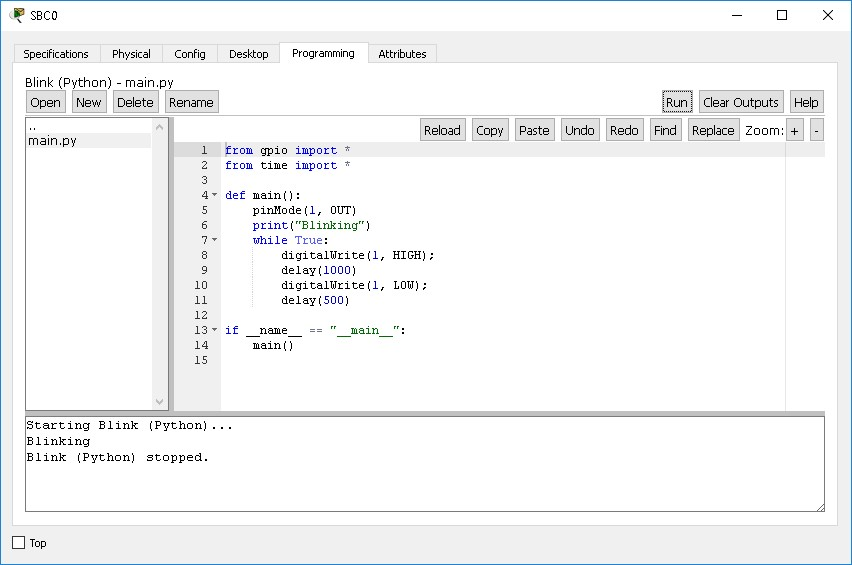 SBC0
Specifications Physical Config Desktop Programming Attributes
Blink (Python) - main.py
Open New Delete Rename Run Clear Outputs Help
Reload Copy Paste Undo Redo Find Replace Zoom: + -
..
main.py
1 from gpio import *
2 from time import *
3
4 def main():
5     pinMode(1, OUT)
6     print("Blinking")
7     while True:
8         digitalWrite(1, HIGH);
9         delay(1000)
10         digitalWrite(1, LOW);
11         delay(500)
12
13 if __name__ == "__main__":
14     main()
15
Starting Blink (Python)...
Blinking
Blink (Python) stopped.
Top